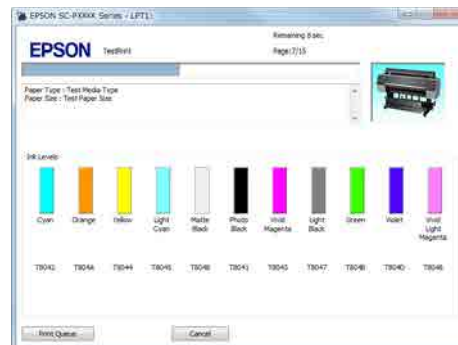 EPSON SC-PXXXX Series - LPT1:
Remaining 8 sec.
EPSON TestPrint Page:7/15
Paper Type : Test Media Type
Paper Size : Test Paper Size
Ink Levels
Cyan Orange Yellow Light Cyan Matte Black Photo Black Vivid Magenta Light Black Green Violet Vivid Light Magenta
T8042 T804A T8044 T8045 T8048 T8041 T8043 T8047 T804B T804D T8046
Print Queue Cancel